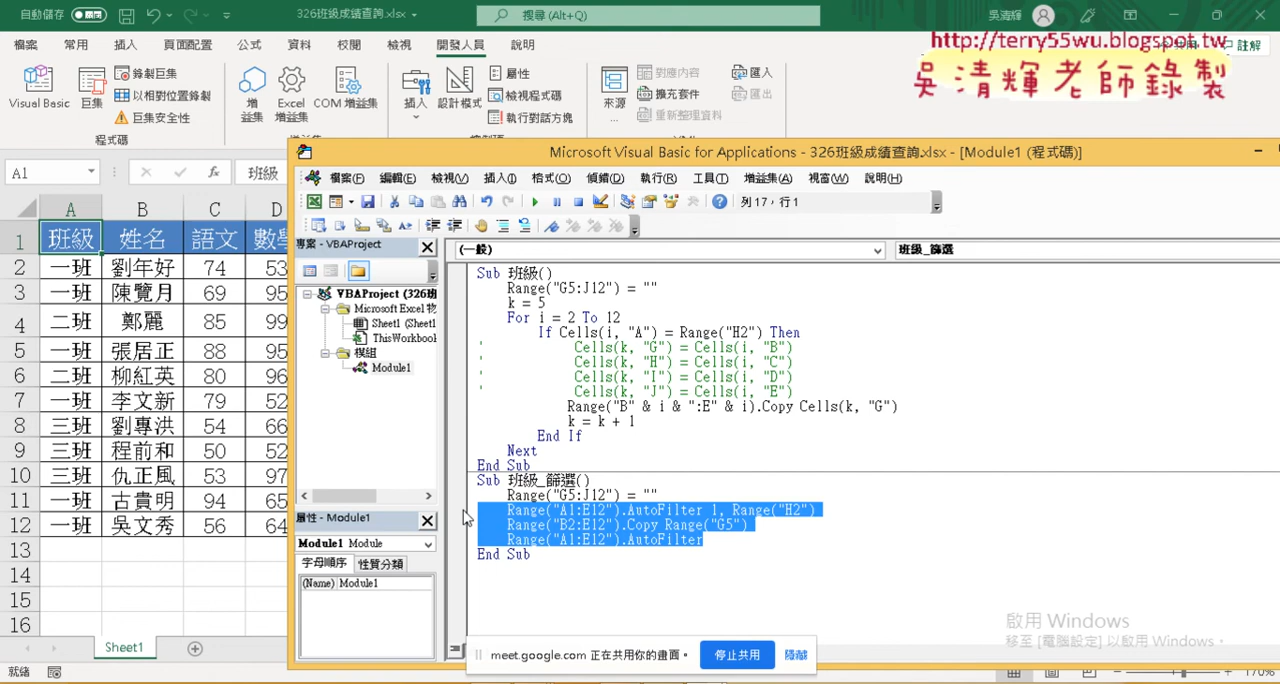 自動儲存
326班級成績查詢.xlsx
搜尋 (Alt+Q)
吳清輝
檔案 常用 插入 頁面配置 公式 資料 校閱 檢視 開發人員 說明
註解
http://terry55wu.blogspot.tw
吳清輝老師錄製
Visual Basic
巨集
錄製巨集
以相對位置錄製
巨集安全性
程式碼
增益集
Excel 增益集
COM 增益集
插入
設計模式
屬性
檢視程式碼
執行對話方塊
來源
對應內容
擴充套件
重新整理資料
匯入
匯出
A1
fx
班級
Microsoft Visual Basic for Applications - 326班級成績查詢.xlsx - [Module1 (程式碼)]
檔案(F) 編輯(E) 檢視(V) 插入(I) 格式(O) 偵錯(D) 執行(R) 工具(T) 增益集(A) 視窗(W) 說明(H)
列 17，行 1
專案 - VBAProject
VBAProject (326班
Microsoft Excel 物
Sheet1 (Sheet1
ThisWorkbook
模組
Module1
屬性 - Module1
Module1 Module
字母順序 性質分類
(Name) Module1
(一般)
班級_篩選
Sub 班級()
Range("G5:J12") = ""
k = 5
For i = 2 To 12
If Cells(i, "A") = Range("H2") Then
' Cells(k, "G") = Cells(i, "B")
' Cells(k, "H") = Cells(i, "C")
' Cells(k, "I") = Cells(i, "D")
' Cells(k, "J") = Cells(i, "E")
Range("B" & i & ":E" & i).Copy Cells(k, "G")
k = k + 1
End If
Next
End Sub
Sub 班級_篩選()
Range("G5:J12") = ""
Range("A1:E12").AutoFilter 1, Range("H2")
Range("B2:E12").Copy Range("G5")
Range("A1:E12").AutoFilter
End Sub
A B C D
1 班級 姓名 語文 數學
2 一班 劉年好 74 53
3 一班 陳覽月 69 95
4 二班 鄭麗 85 99
5 一班 張居正 88 95
6 二班 柳紅英 80 96
7 一班 李文新 79 52
8 三班 劉專洪 54 66
9 三班 程前和 50 52
10 三班 仇正風 53 97
11 一班 古貴明 94 65
12 一班 吳文秀 56 64
13
14
15
16
Sheet1
就緒
meet.google.com 正在共用你的畫面。
停止共用
隱藏
啟用 Windows
移至 [電腦設定] 以啟用 Windows。
170%